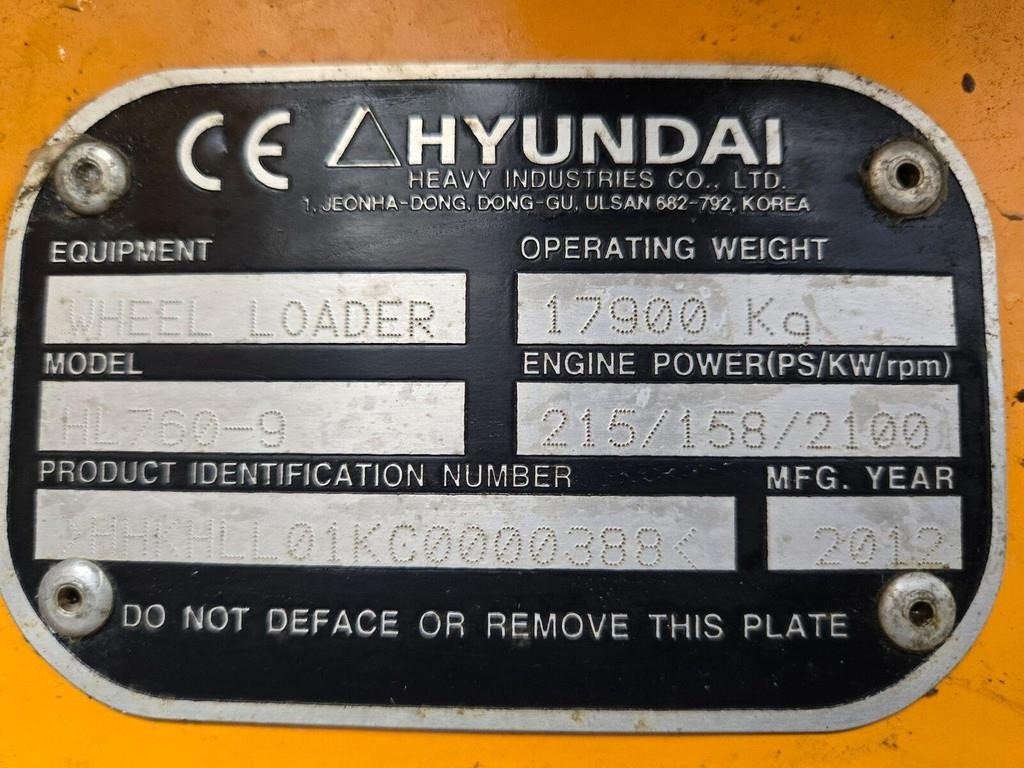 CE HYUNDAI
HEAVY INDUSTRIES CO., LTD.
1, JEONHA-DONG, DONG-GU, ULSAN 682-792, KOREA
EQUIPMENT OPERATING WEIGHT
WHEEL LOADER 17900 Kg
MODEL ENGINE POWER(PS/KW/rpm)
HL760-9 215/158/2100
PRODUCT IDENTIFICATION NUMBER MFG. YEAR
>HHKHLL01KC0000388< 2012
DO NOT DEFACE OR REMOVE THIS PLATE